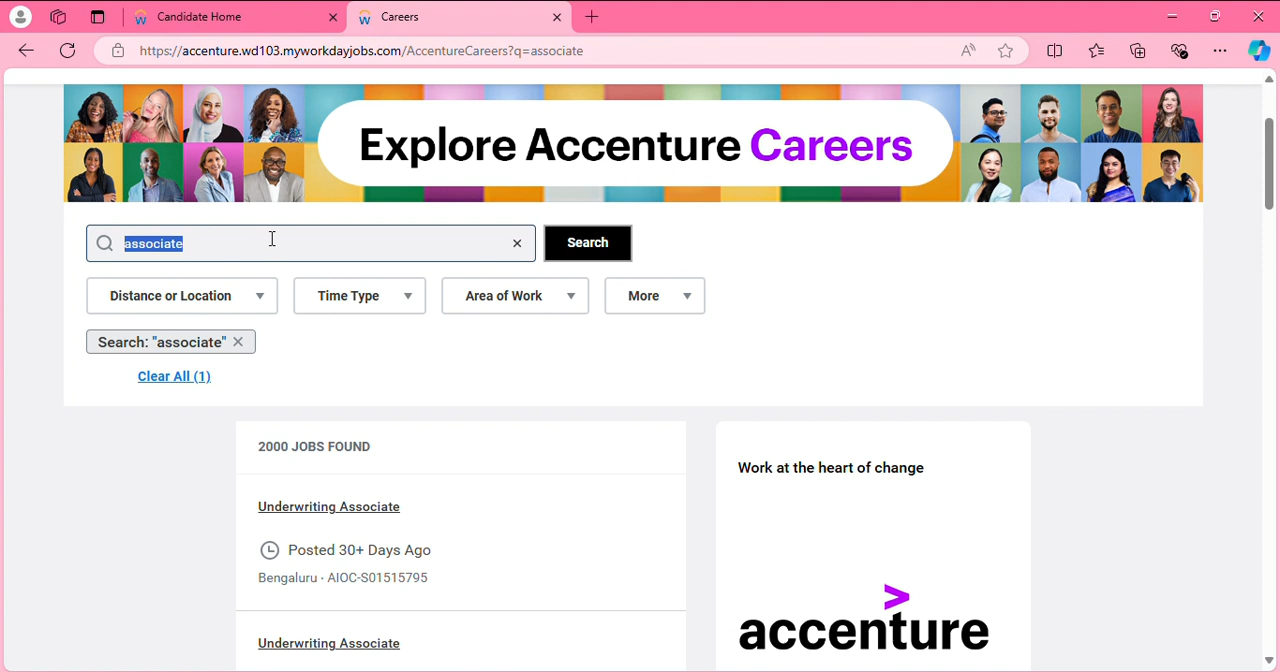 Candidate Home
Careers
https://accenture.wd103.myworkdayjobs.com/AccentureCareers?q=associate
Explore Accenture Careers
associate
Search
Distance or Location
Time Type
Area of Work
More
Search: "associate"
Clear All (1)
2000 JOBS FOUND
Underwriting Associate
Posted 30+ Days Ago
Bengaluru · AIOC-S01515795
Underwriting Associate
Work at the heart of change
accenture